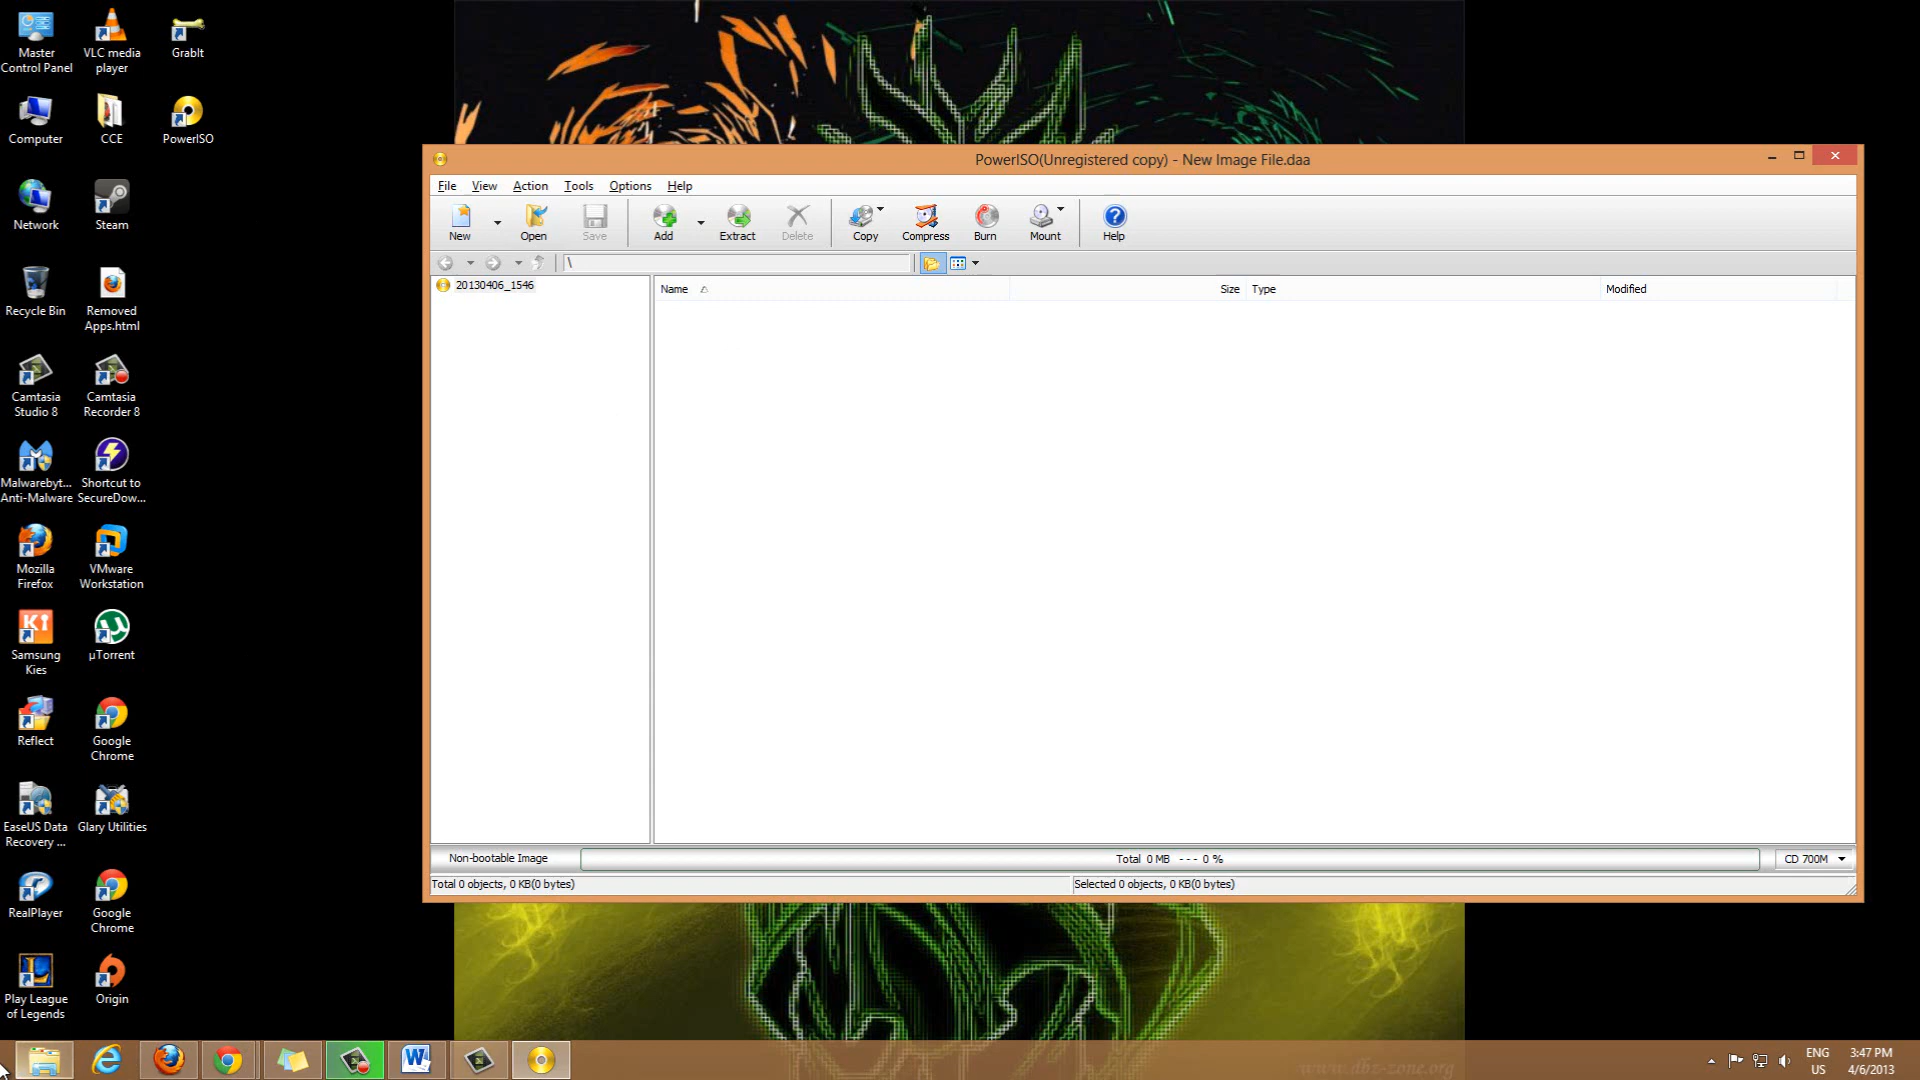 Master
Control Panel
VLC media
player
GrabIt
Computer
CCE
PowerISO
Network
Steam
Recycle Bin
Removed
Apps.html
Camtasia
Studio 8
Camtasia
Recorder 8
Malwarebyt...
Anti-Malware
Shortcut to
SecureDow...
Mozilla
Firefox
VMware
Workstation
Samsung
Kies
µTorrent
Reflect
Google
Chrome
EaseUS Data
Recovery ...
Glary Utilities
RealPlayer
Google
Chrome
Play League
of Legends
Origin
PowerISO(Unregistered copy) - New Image File.daa
File View Action Tools Options Help
New Open Save Add Extract Delete Copy Compress Burn Mount Help
\
20130406_1546
Name Size Type Modified
Non-bootable Image Total 0 MB --- 0 % CD 700M
Total 0 objects, 0 KB(0 bytes) Selected 0 objects, 0 KB(0 bytes)
www.dbz-zone.org
ENG
US
3:47 PM
4/6/2013